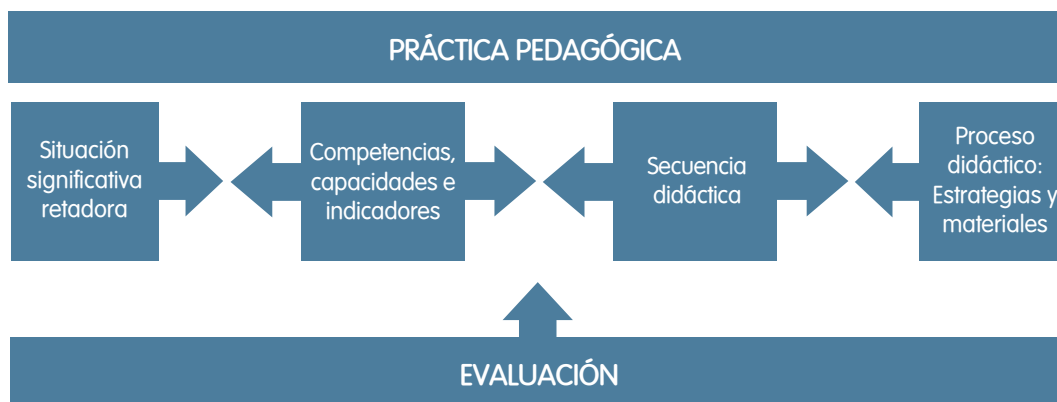 PRÁCTICA PEDAGÓGICA
Situación
significativa
retadora
Competencias,
capacidades e
indicadores
Secuencia
didáctica
Proceso
didáctico:
Estrategias y
materiales
EVALUACIÓN